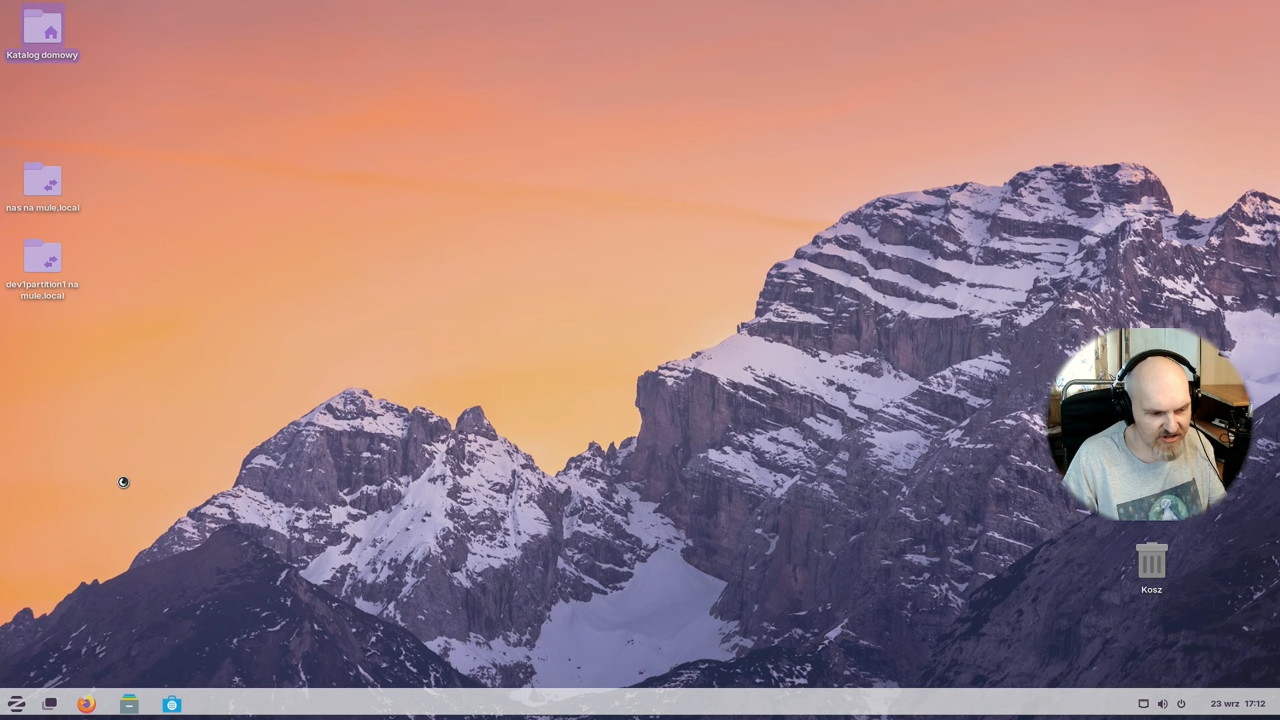 Katalog domowy
nas na mule.local
dev1partition1 na
mule.local
Kosz
23 wrz 17:12